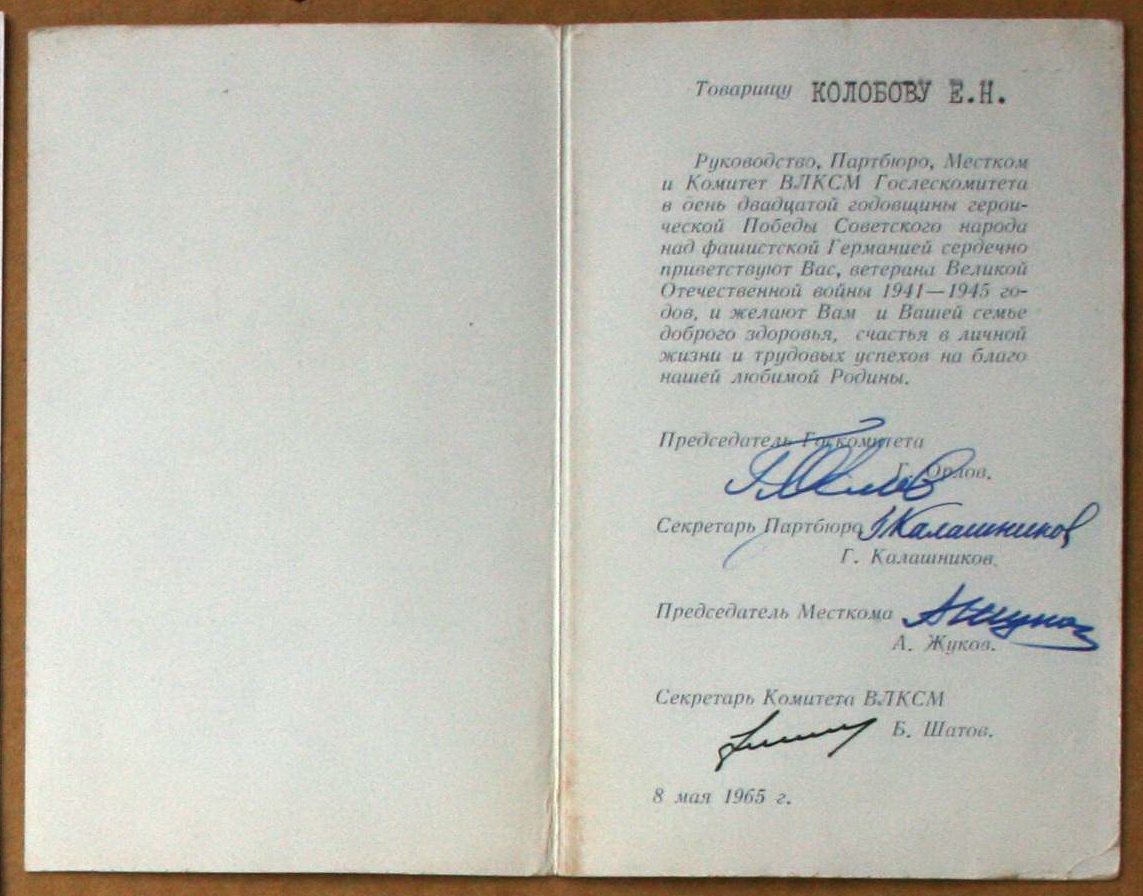 Товарищу КОЛОБОВУ Е.Н.
Руководство, Партбюро, Местком
и Комитет ВЛКСМ Гослескомитета
в день двадцатой годовщины герои-
ческой Победы Советского народа
над фашистской Германией сердечно
приветствуют Вас, ветерана Великой
Отечественной войны 1941—1945 го-
дов, и желают Вам и Вашей семье
доброго здоровья, счастья в личной
жизни и трудовых успехов на благо
нашей любимой Родины.
Председатель Госкомитета
Г. Орлов.
Секретарь Партбюро Г Калашников
Г. Калашников.
Председатель Месткома
А. Жуков.
Секретарь Комитета ВЛКСМ
Б. Шатов.
8 мая 1965 г.